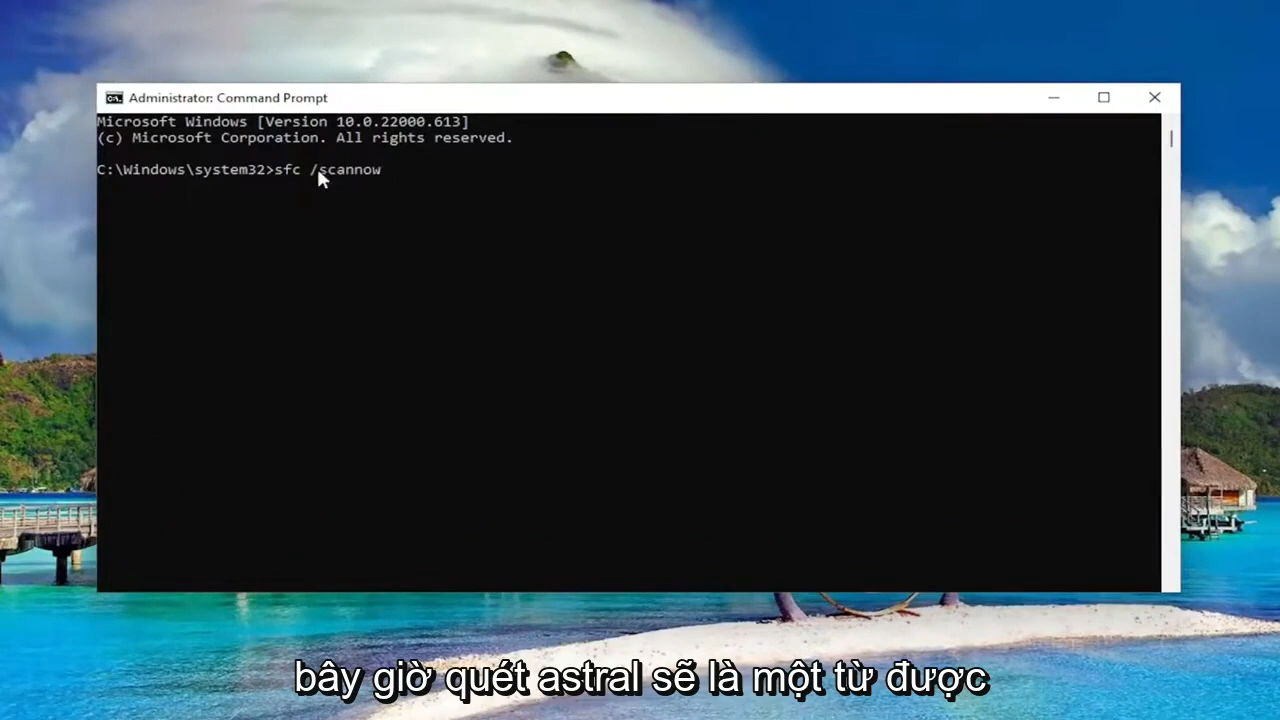 Administrator: Command Prompt
Microsoft Windows [Version 10.0.22000.613]
(c) Microsoft Corporation. All rights reserved.
C:\Windows\system32>sfc /scannow
bây giờ quét astral sẽ là một từ được